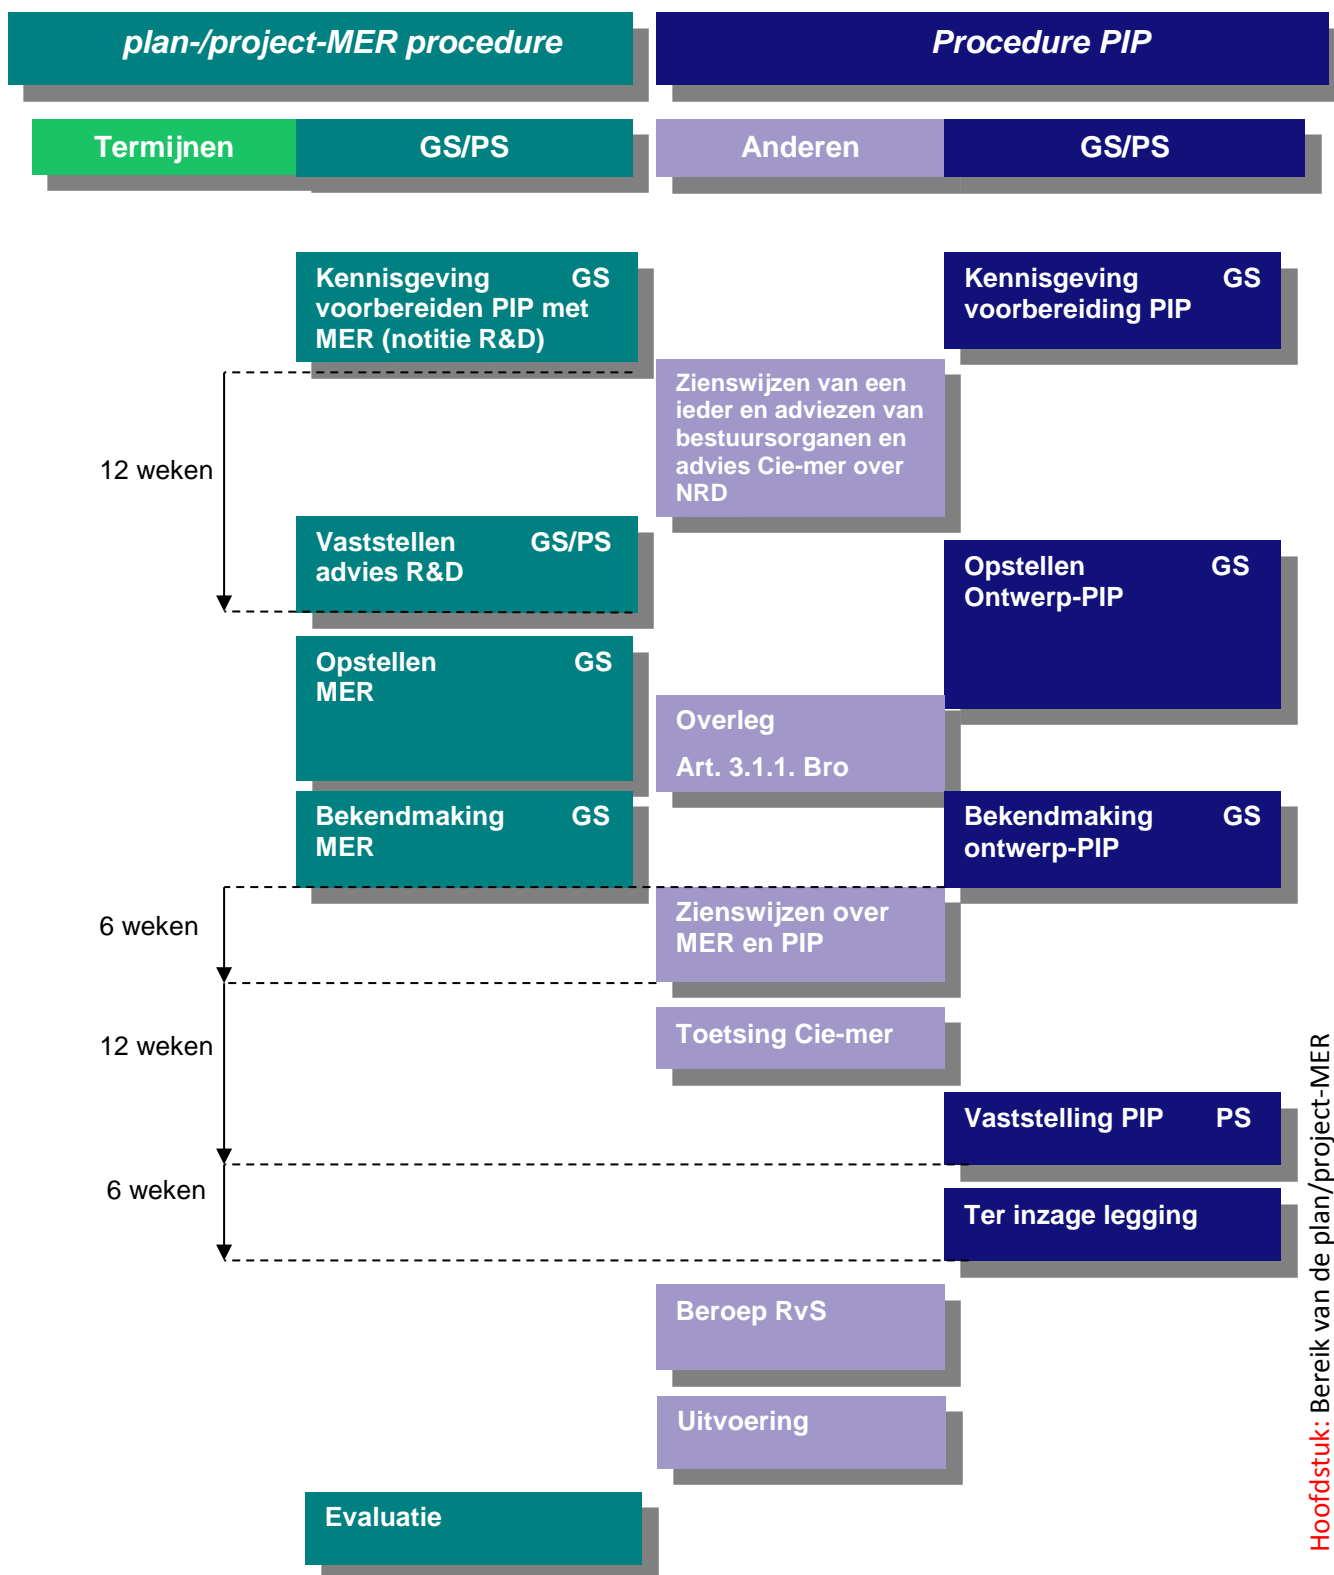 plan-/project-MER procedure
Procedure PIP
Termijnen
GS/PS
Anderen
GS/PS
Kennisgeving GS
voorbereiden PIP met
MER (notitie R&D)
Kennisgeving GS
voorbereiding PIP
Zienswijzen van een
ieder en adviezen van
bestuursorganen en
advies Cie-mer over
NRD
12 weken
Vaststellen GS/PS
advies R&D
Opstellen GS
Ontwerp-PIP
Opstellen GS
MER
Overleg
Art. 3.1.1. Bro
Bekendmaking GS
MER
Bekendmaking GS
ontwerp-PIP
6 weken
Zienswijzen over
MER en PIP
12 weken
Toetsing Cie-mer
Vaststelling PIP PS
6 weken
Ter inzage legging
Beroep RvS
Uitvoering
Evaluatie
Hoofdstuk: Bereik van de plan/project-MER